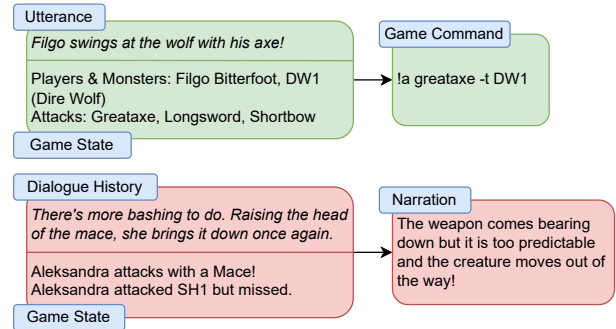 Utterance
Filgo swings at the wolf with his axe!
Players & Monsters: Filgo Bitterfoot, DW1
(Dire Wolf)
Attacks: Greataxe, Longsword, Shortbow
Game State
Game Command
!a greataxe -t DW1
Dialogue History
There's more bashing to do. Raising the head
of the mace, she brings it down once again.
Aleksandra attacks with a Mace!
Aleksandra attacked SH1 but missed.
Game State
Narration
The weapon comes bearing
down but it is too predictable
and the creature moves out of
the way!